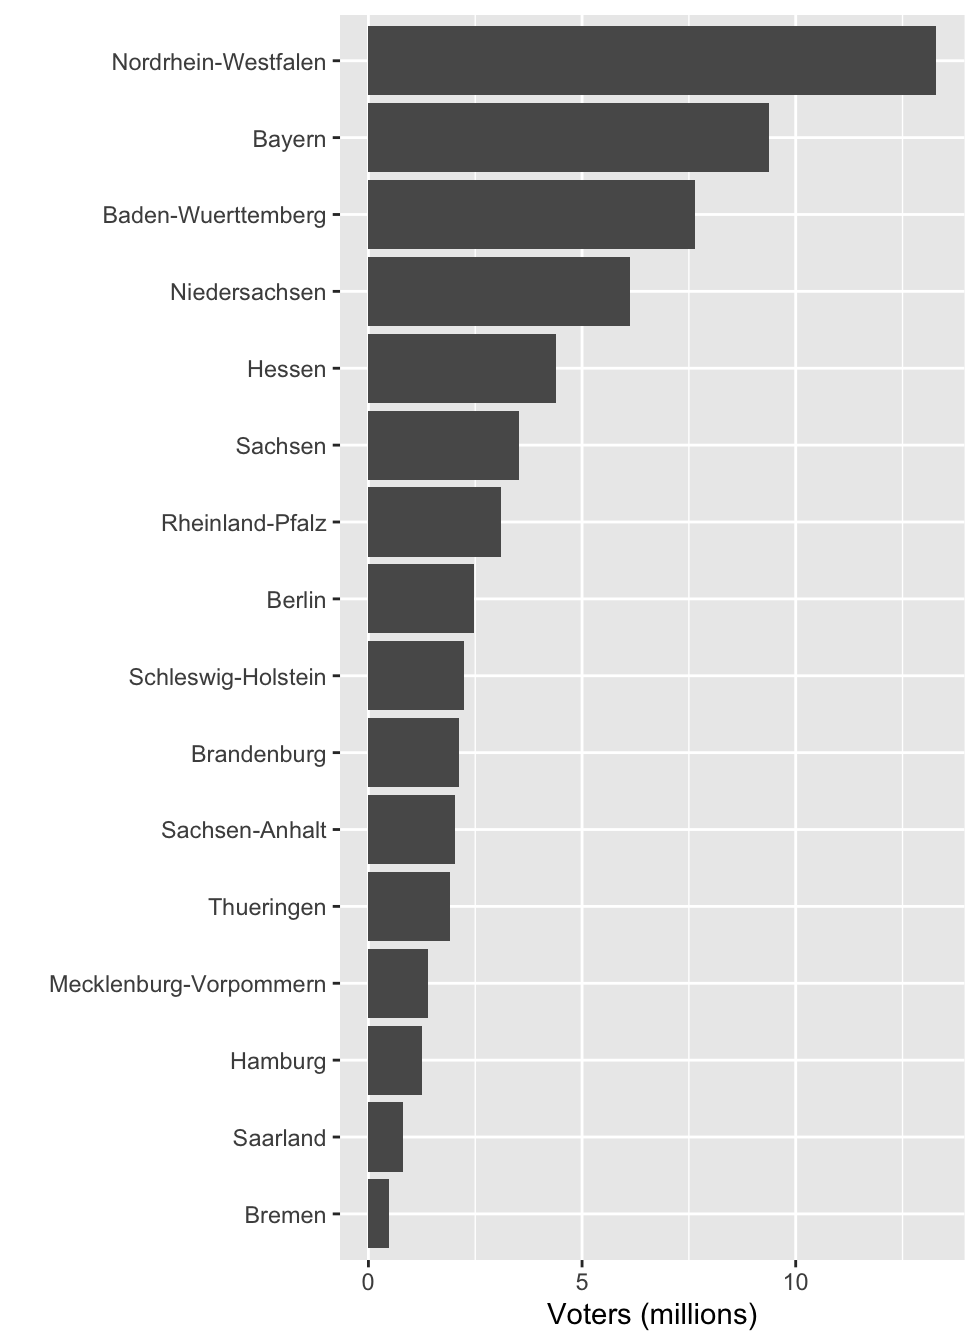 Nordrhein-Westfalen
Bayern
Baden-Wuerttemberg
Niedersachsen
Hessen
Sachsen
Rheinland-Pfalz
Berlin
Schleswig-Holstein
Brandenburg
Sachsen-Anhalt
Thueringen
Mecklenburg-Vorpommern
Hamburg
Saarland
Bremen
0 5 10
Voters (millions)